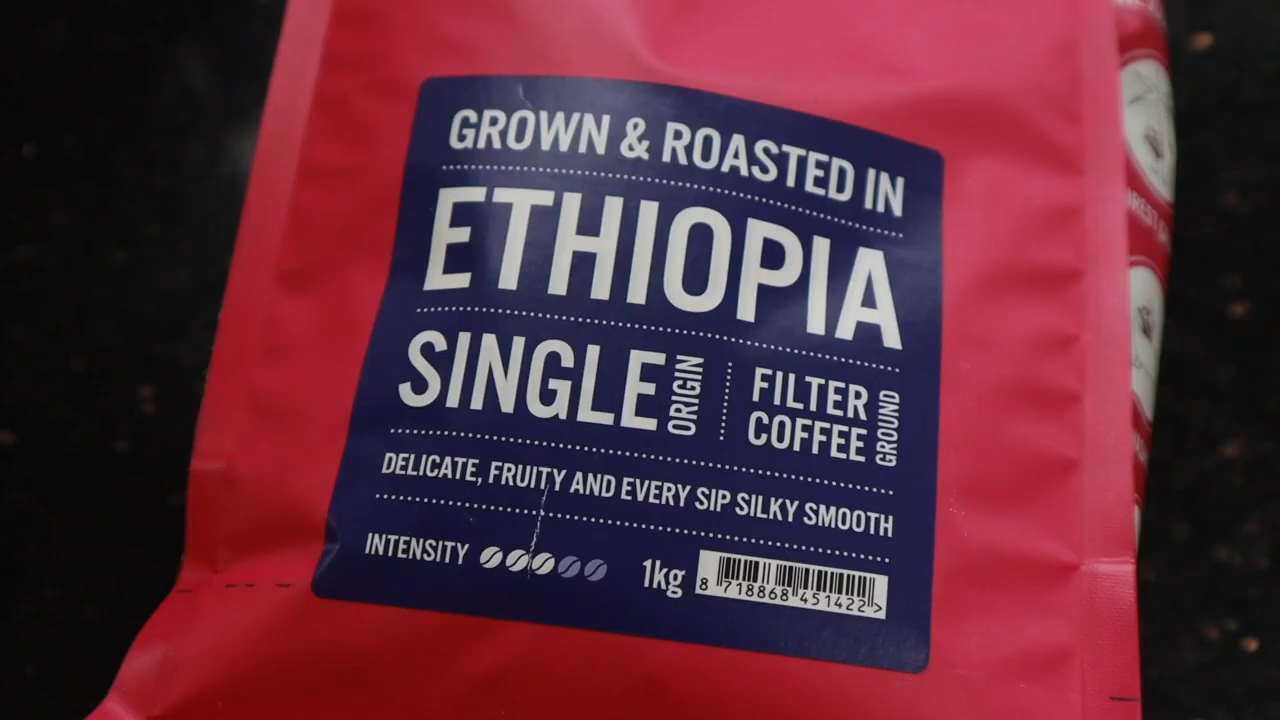 GROWN & ROASTED IN
ETHIOPIA
SINGLE ORIGIN
FILTER COFFEE GROUND
DELICATE, FRUITY AND EVERY SIP SILKY SMOOTH
INTENSITY
1kg
8 718868 451422 >